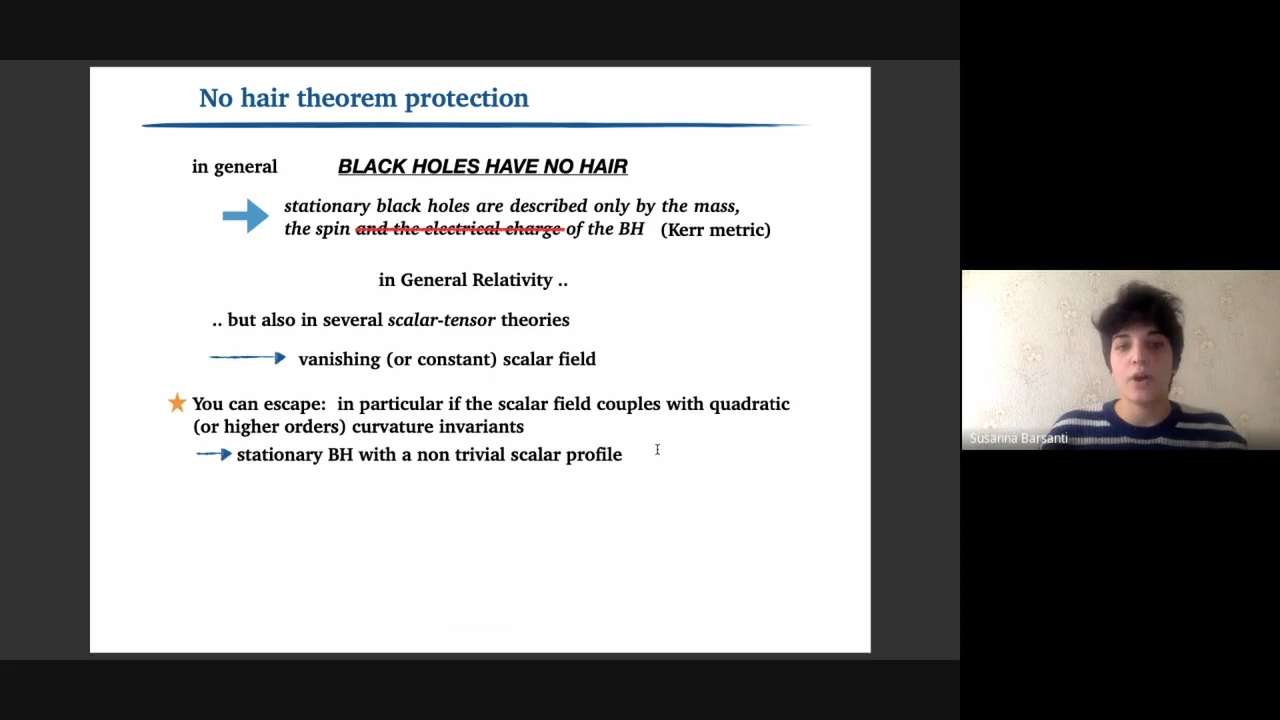 No hair theorem protection
in general BLACK HOLES HAVE NO HAIR
stationary black holes are described only by the mass,
the spin and the electrical charge of the BH (Kerr metric)
in General Relativity ..
.. but also in several scalar-tensor theories
vanishing (or constant) scalar field
You can escape: in particular if the scalar field couples with quadratic
(or higher orders) curvature invariants
stationary BH with a non trivial scalar profile
Susanna Barsanti